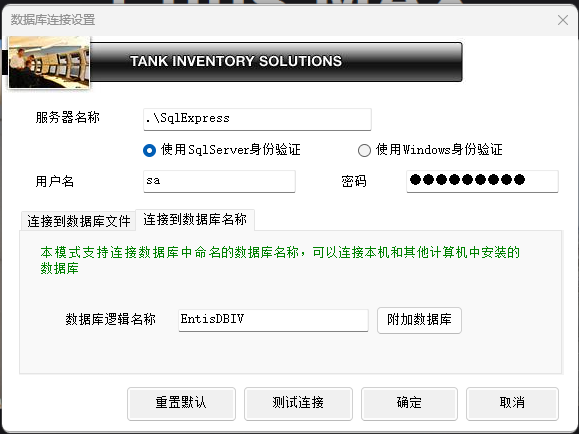 数据库连接设置
TANK INVENTORY SOLUTIONS
服务器名称 .\SqlExpress
使用SqlServer身份验证 使用Windows身份验证
用户名 sa 密码 ●●●●●●●●●
连接到数据库文件 连接到数据库名称
本模式支持连接数据库中命名的数据库名称，可以连接本机和其他计算机中安装的
数据库
数据库逻辑名称 EntisDBIV 附加数据库
重置默认 测试连接 确定 取消